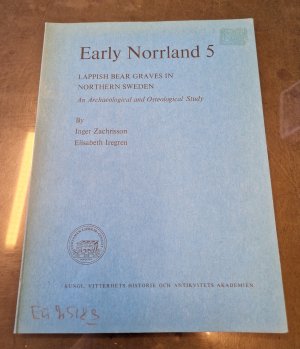 Early Norrland 5
LAPPISH BEAR GRAVES IN
NORTHERN SWEDEN
An Archaeological and Osteological Study
By
Inger Zachrisson
Elisabeth Iregren
KUNGL. VITTERHETS HISTORIE OCH ANTIKVITETS AKADEMIEN